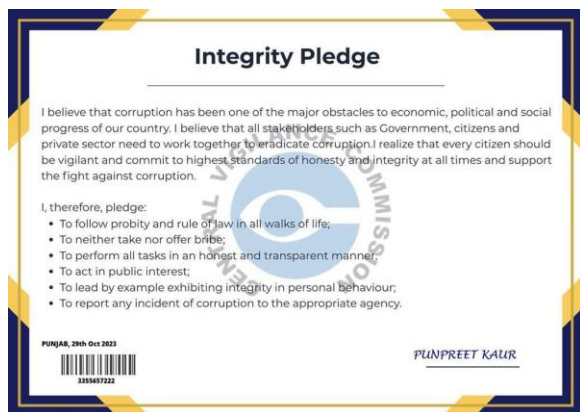 Integrity Pledge
I believe that corruption has been one of the major obstacles to economic, political and social
progress of our country. I believe that all stakeholders such as Government, citizens and
private sector need to work together to eradicate corruption.I realize that every citizen should
be vigilant and commit to highest standards of honesty and integrity at all times and support
the fight against corruption.
I, therefore, pledge:
• To follow probity and rule of law in all walks of life;
• To neither take nor offer bribe;
• To perform all tasks in an honest and transparent manner;
• To act in public interest;
• To lead by example exhibiting integrity in personal behaviour;
• To report any incident of corruption to the appropriate agency.
CENTRAL VIGILANCE COMMISSION
PUNJAB, 29th Oct 2023
3355657222
PUNPREET KAUR